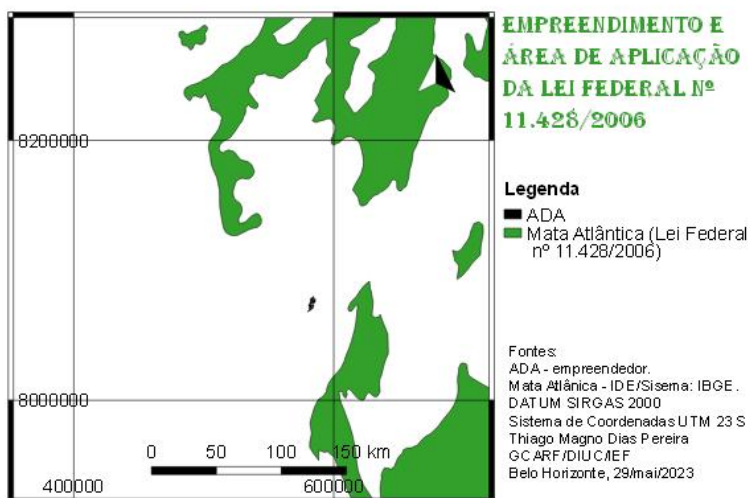 EMPREENDIMENTO E
ÁREA DE APLICAÇÃO
DA LEI FEDERAL Nº
11.428/2006
Legenda
ADA
Mata Atlântica (Lei Federal
nº 11.428/2006)
Fontes:
ADA - empreendedor.
Mata Atlânica - IDE/Sisema: IBGE.
DATUM SIRGAS 2000
Sistema de Coordenadas UTM 23 S
Thiago Magno Dias Pereira
GCARF/DIUC/IEF
Belo Horizonte, 29/mai/2023
8200000
8000000
0 50 100 150 km
400000 600000